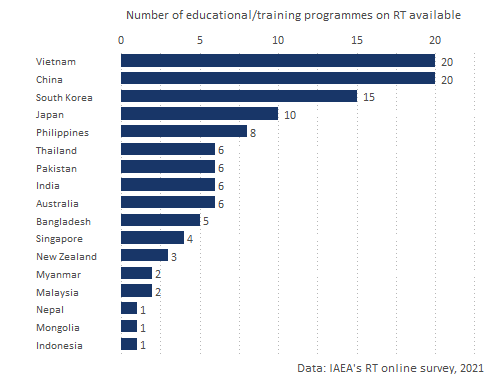 Number of educational/training programmes on RT available
0 5 10 15 20
Vietnam 20
China 20
South Korea 15
Japan 10
Philippines 8
Thailand 6
Pakistan 6
India 6
Australia 6
Bangladesh 5
Singapore 4
New Zealand 3
Myanmar 2
Malaysia 2
Nepal 1
Mongolia 1
Indonesia 1
Data: IAEA's RT online survey, 2021